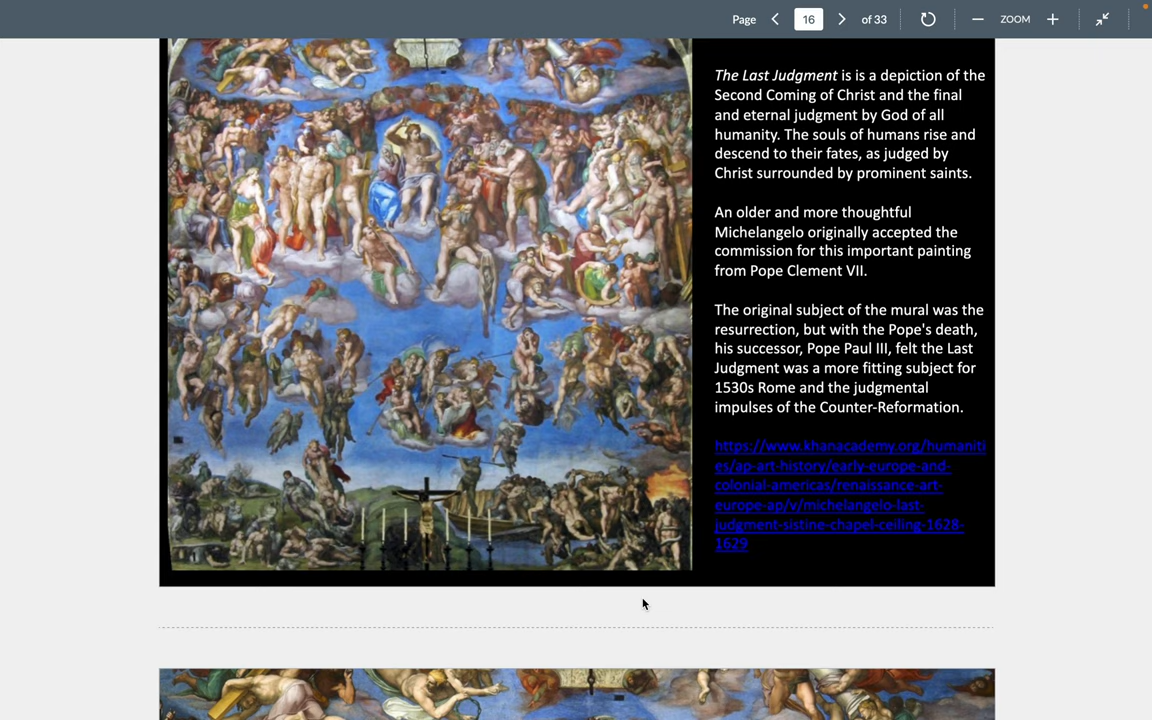 Page 16 of 33 ZOOM
The Last Judgment is is a depiction of the
Second Coming of Christ and the final
and eternal judgment by God of all
humanity. The souls of humans rise and
descend to their fates, as judged by
Christ surrounded by prominent saints.
An older and more thoughtful
Michelangelo originally accepted the
commission for this important painting
from Pope Clement VII.
The original subject of the mural was the
resurrection, but with the Pope's death,
his successor, Pope Paul III, felt the Last
Judgment was a more fitting subject for
1530s Rome and the judgmental
impulses of the Counter-Reformation.
https://www.khanacademy.org/humaniti
es/ap-art-history/early-europe-and-
colonial-americas/renaissance-art-
europe-ap/v/michelangelo-last-
judgment-sistine-chapel-ceiling-1628-
1629